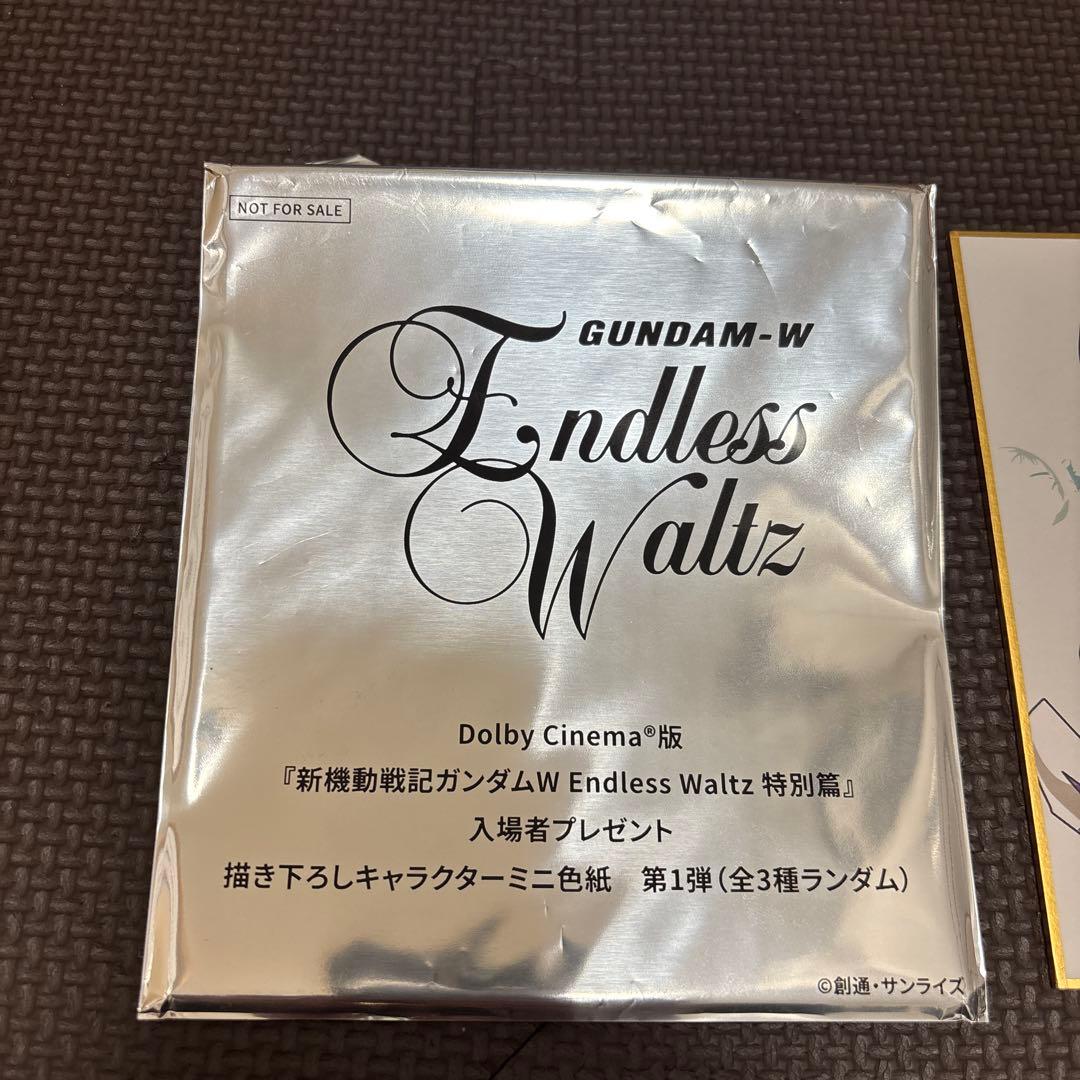 NOT FOR SALE
GUNDAM-W
Endless
Waltz
Dolby Cinema®版
『新機動戦記ガンダムW Endless Waltz 特別篇』
入場者プレゼント
描き下ろしキャラクターミニ色紙　第1弾（全3種ランダム）
©創通・サンライズ